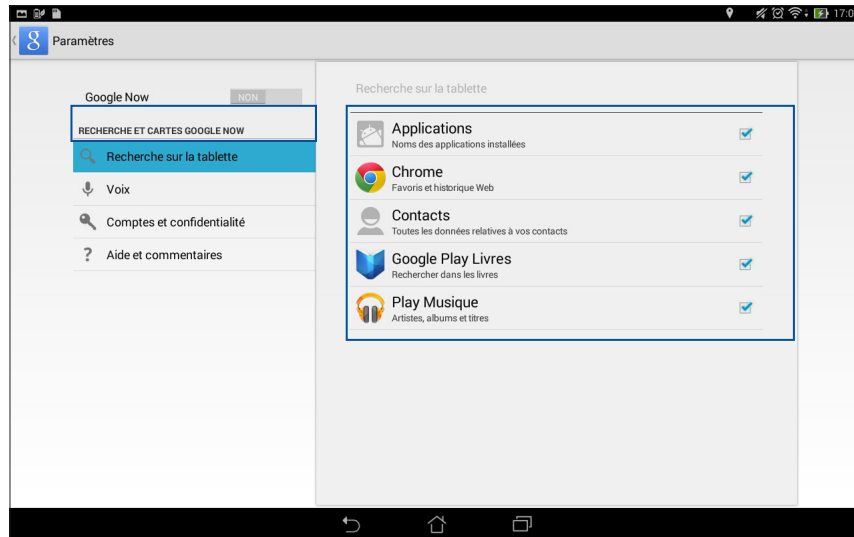 17:0
Paramètres
Google Now NON
RECHERCHE ET CARTES GOOGLE NOW
Recherche sur la tablette
Voix
Comptes et confidentialité
? Aide et commentaires
Recherche sur la tablette
Applications
Noms des applications installées
Chrome
Favoris et historique Web
Contacts
Toutes les données relatives à vos contacts
Google Play Livres
Rechercher dans les livres
Play Musique
Artistes, albums et titres